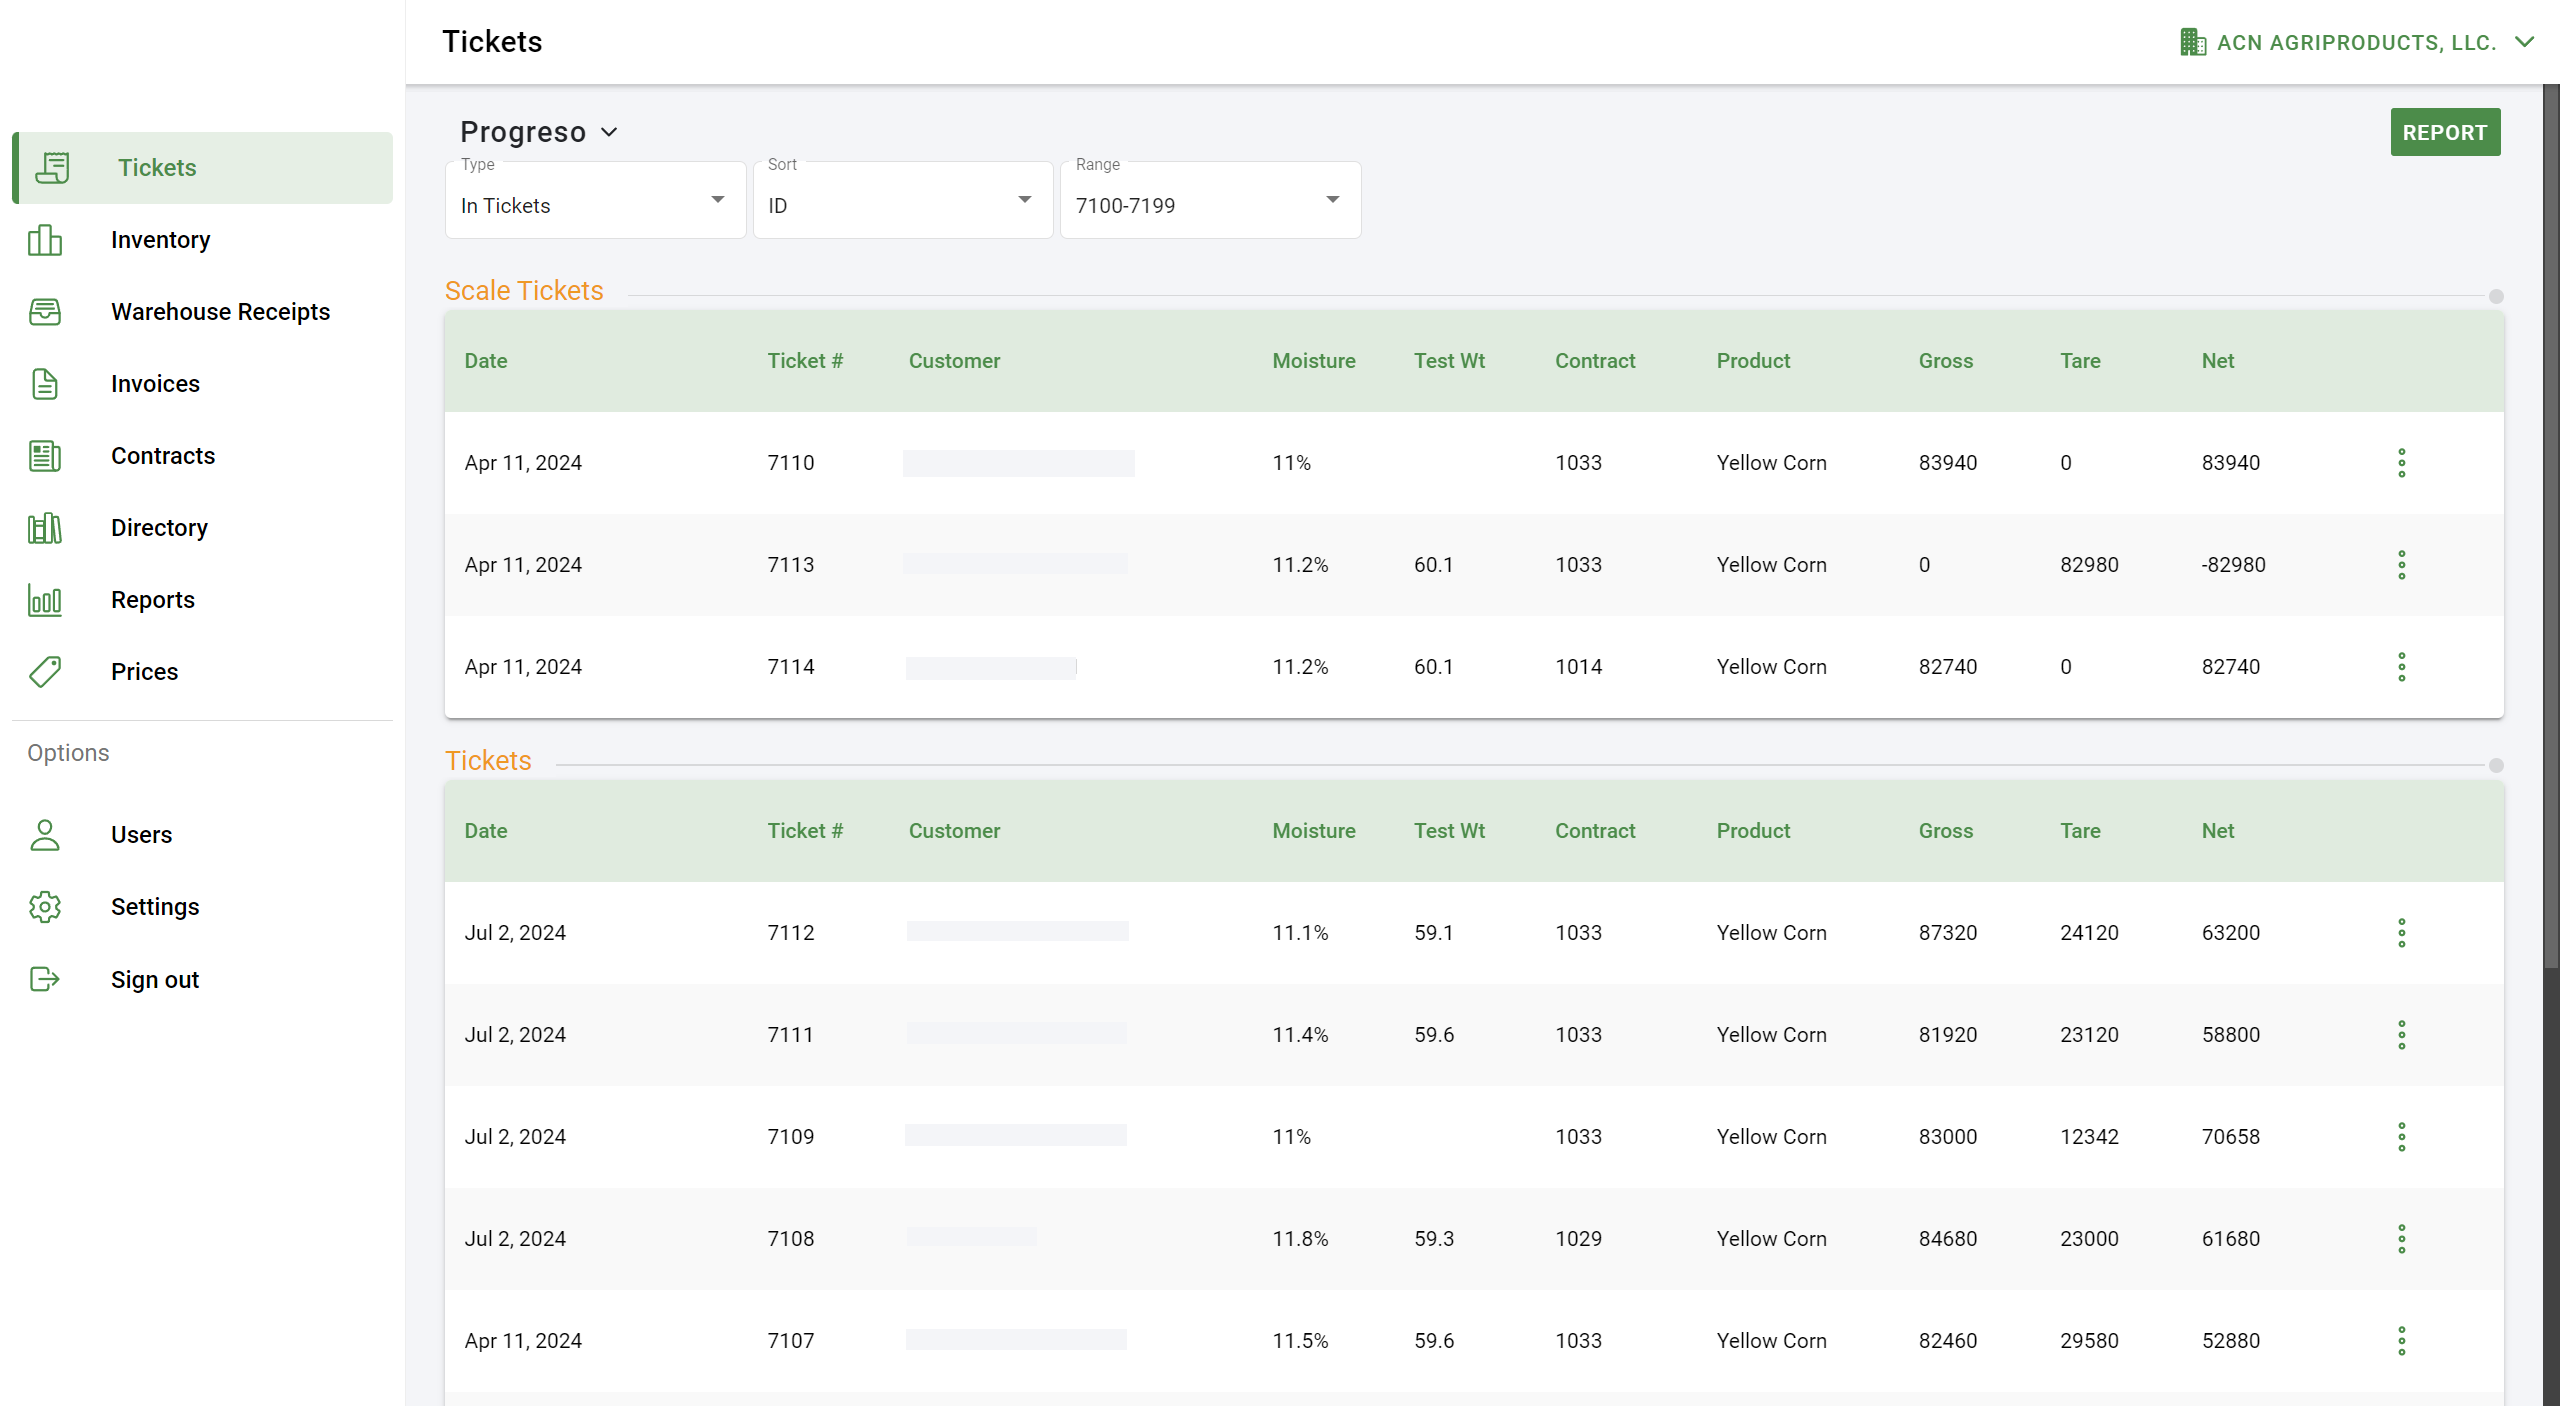 Tickets
ACN AGRIPRODUCTS, LLC.
Tickets
Inventory
Warehouse Receipts
Invoices
Contracts
Directory
Reports
Prices
Options
Users
Settings
Sign out
Progreso
REPORT
Type
In Tickets
Sort
ID
Range
7100-7199
Scale Tickets
Date Ticket # Customer Moisture Test Wt Contract Product Gross Tare Net
Apr 11, 2024 7110 11% 1033 Yellow Corn 83940 0 83940
Apr 11, 2024 7113 11.2% 60.1 1033 Yellow Corn 0 82980 -82980
Apr 11, 2024 7114 11.2% 60.1 1014 Yellow Corn 82740 0 82740
Tickets
Date Ticket # Customer Moisture Test Wt Contract Product Gross Tare Net
Jul 2, 2024 7112 11.1% 59.1 1033 Yellow Corn 87320 24120 63200
Jul 2, 2024 7111 11.4% 59.6 1033 Yellow Corn 81920 23120 58800
Jul 2, 2024 7109 11% 1033 Yellow Corn 83000 12342 70658
Jul 2, 2024 7108 11.8% 59.3 1029 Yellow Corn 84680 23000 61680
Apr 11, 2024 7107 11.5% 59.6 1033 Yellow Corn 82460 29580 52880